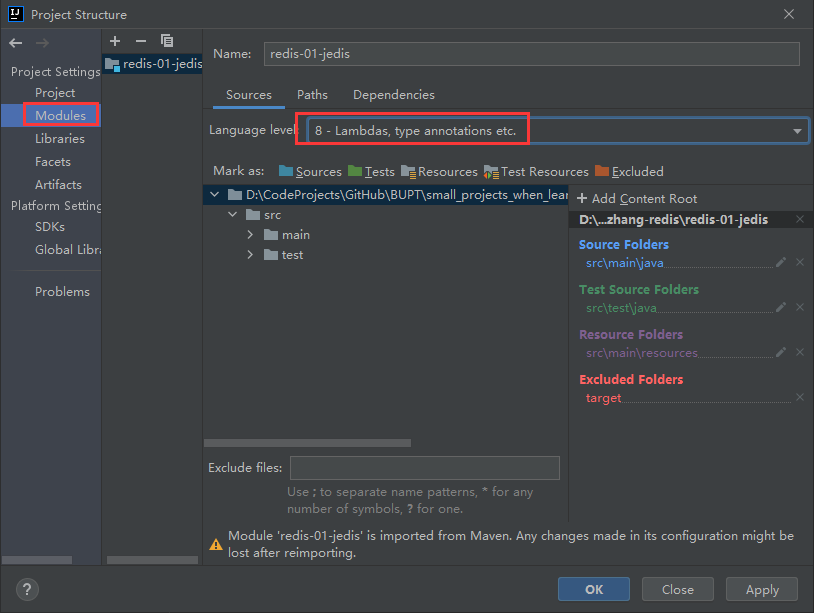 Project Structure
Project Settings
Project
Modules
Libraries
Facets
Artifacts
Platform Setting
SDKs
Global Libra
Problems
redis-01-jedis
Name: redis-01-jedis
Sources Paths Dependencies
Language level: 8 - Lambdas, type annotations etc.
Mark as: Sources Tests Resources Test Resources Excluded
D:\CodeProjects\GitHub\BUPT\small_projects_when_lear
src
main
test
+ Add Content Root
D:\...zhang-redis\redis-01-jedis
Source Folders
src\main\java
Test Source Folders
src\test\java
Resource Folders
src\main\resources
Excluded Folders
target
Exclude files:
Use ; to separate name patterns, * for any
number of symbols, ? for one.
Module 'redis-01-jedis' is imported from Maven. Any changes made in its configuration might be
lost after reimporting.
? OK Close Apply